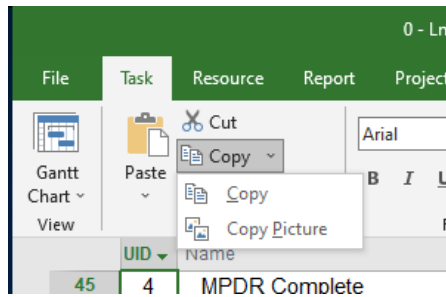 0 - Ln
File Task Resource Report Project
Cut
Copy
Arial
Gantt Chart
Paste
B I U
Copy
Copy Picture
View
UID Name
45 4 MPDR Complete